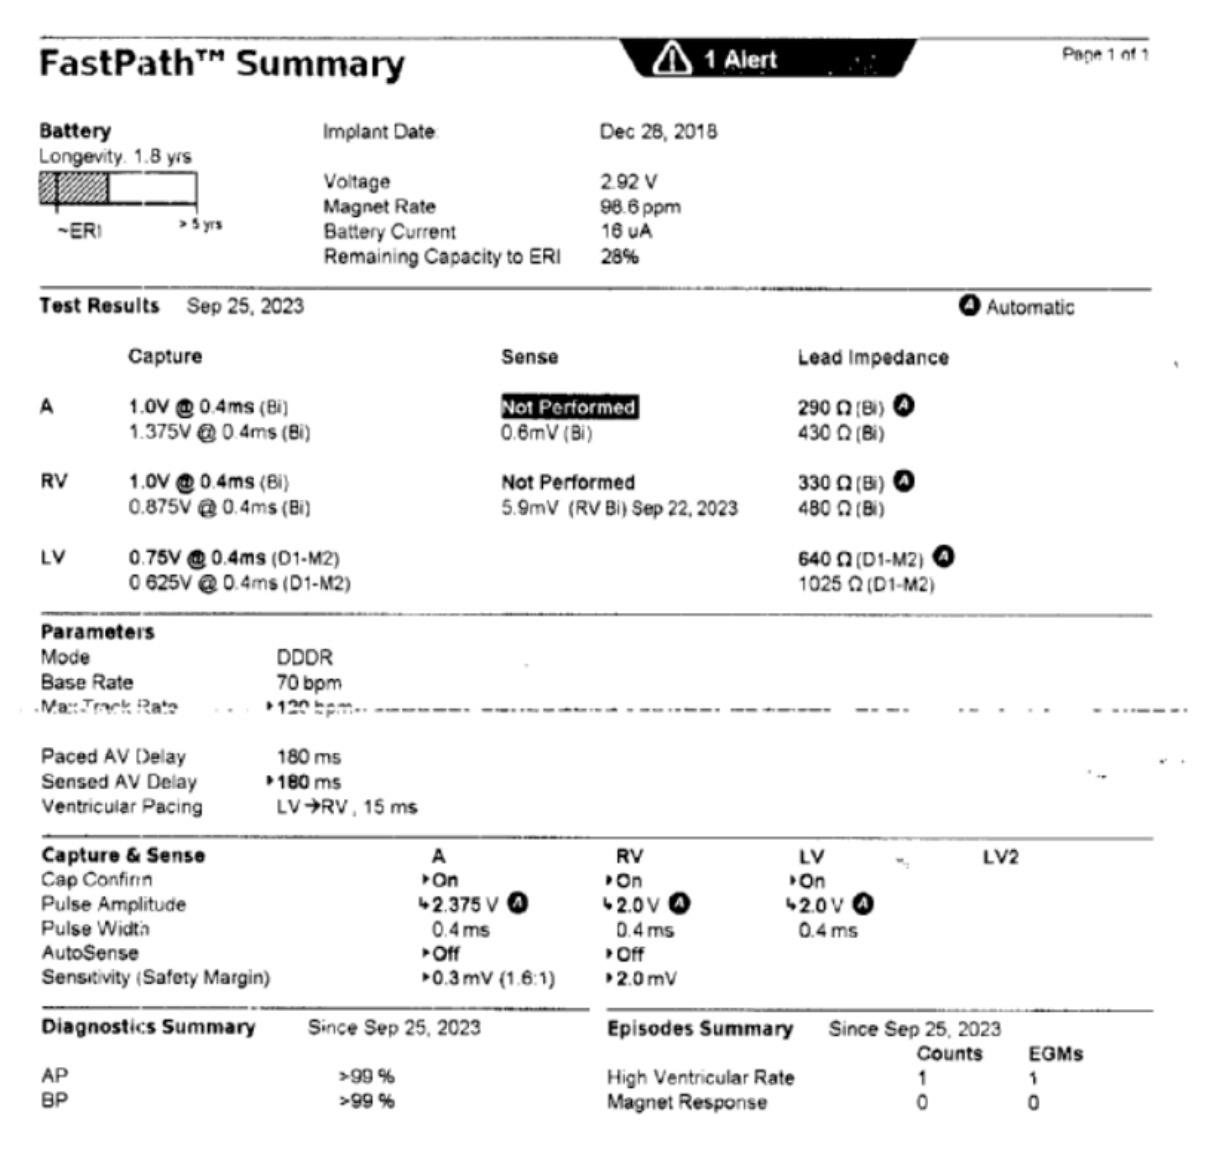 FastPath™ Summary
1 Alert
Page 1 of 1
Battery
Longevity. 1.8 yrs
~ERI > 5 yrs
Implant Date: Dec 28, 2018
Voltage 2.92 V
Magnet Rate 98.6 ppm
Battery Current 16 uA
Remaining Capacity to ERI 28%
Test Results Sep 25, 2023 A Automatic
Capture Sense Lead Impedance
A 1.0V @ 0.4ms (Bi) Not Performed 290 Ω (Bi) A
1.375V @ 0.4ms (Bi) 0.6mV (Bi) 430 Ω (Bi)
RV 1.0V @ 0.4ms (Bi) Not Performed 330 Ω (Bi) A
0.875V @ 0.4ms (Bi) 5.9mV (RV Bi) Sep 22, 2023 480 Ω (Bi)
LV 0.75V @ 0.4ms (D1-M2) 640 Ω (D1-M2) A
0 625V @ 0.4ms (D1-M2) 1025 Ω (D1-M2)
Parameters
Mode DDDR
Base Rate 70 bpm
Max Track Rate ▸120 bpm
Paced AV Delay 180 ms
Sensed AV Delay ▸180 ms
Ventricular Pacing LV→RV , 15 ms
Capture & Sense A RV LV LV2
Cap Confirm ▸On ▸On ▸On
Pulse Amplitude ↳2.375 V A ↳2.0 V A ↳2.0 V A
Pulse Width 0.4 ms 0.4 ms 0.4 ms
AutoSense ▸Off ▸Off
Sensitivity (Safety Margin) ▸0.3 mV (1.6:1) ▸2.0 mV
Diagnostics Summary Since Sep 25, 2023
AP >99 %
BP >99 %
Episodes Summary Since Sep 25, 2023
Counts EGMs
High Ventricular Rate 1 1
Magnet Response 0 0